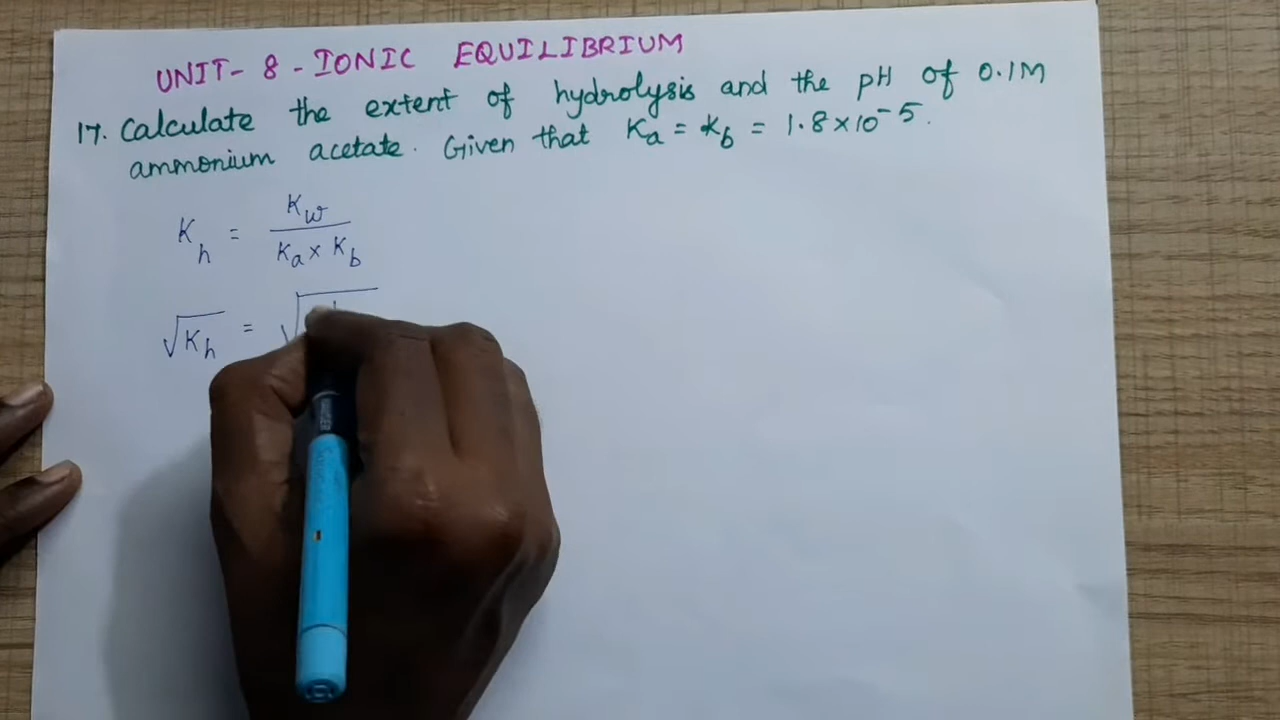 UNIT- 8 - IONIC EQUILIBRIUM
17. Calculate the extent of hydrolysis and the pH of 0.1M
ammonium acetate. Given that Ka = Kb = 1.8×10⁻⁵.
Kh = Kw / Ka × Kb
√Kh = √